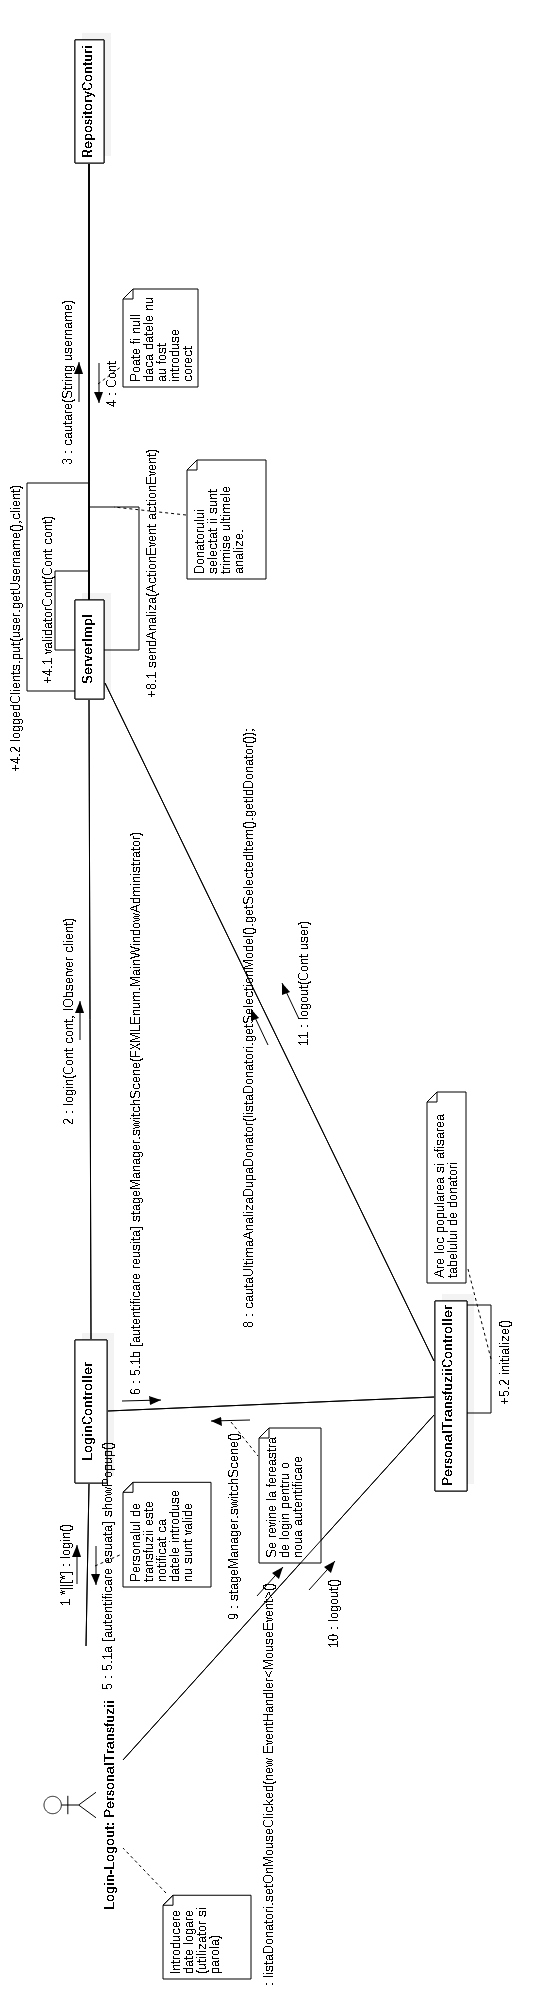 Login-Logout: PersonalTransfuzii
Introducere
date logare
(utilizator si
parola)
1 *||[*] : login()
5 : 5.1a [autentificare esuata] showPopup()
Personalul de
transfuzii este
notificat ca
datele introduse
nu sunt valide
LoginController
2 : login(Cont cont, IObserver client)
6 : 5.1b [autentificare reusita] stageManager.switchScene(FXMLEnum.MainWindowAdministrator)
ServerImpl
+4.2 loggedClients.put(user.getUsername(),client)
+4.1 validatorCont(Cont cont)
+8.1 sendAnaliza(ActionEvent actionEvent)
Donatorului
selectat ii sunt
trimise ultimele
analize.
3 : cautare(String username)
4 : Cont
Poate fi null
daca datele nu
au fost
introduse
corect
RepositoryConturi
9 : stageManager.switchScene()
Se revine la fereastra
de login pentru o
noua autentificare
: listaDonatori.setOnMouseClicked(new EventHandler<MouseEvent>()
10 : logout()
8 : cautaUltimaAnalizaDupaDonator(listaDonatori.getSelectionModel().getSelectedItem().getIdDonator());
11 : logout(Cont user)
PersonalTransfuziiController
+5.2 initialize()
Are loc popularea si afisarea
tabelului de donatori